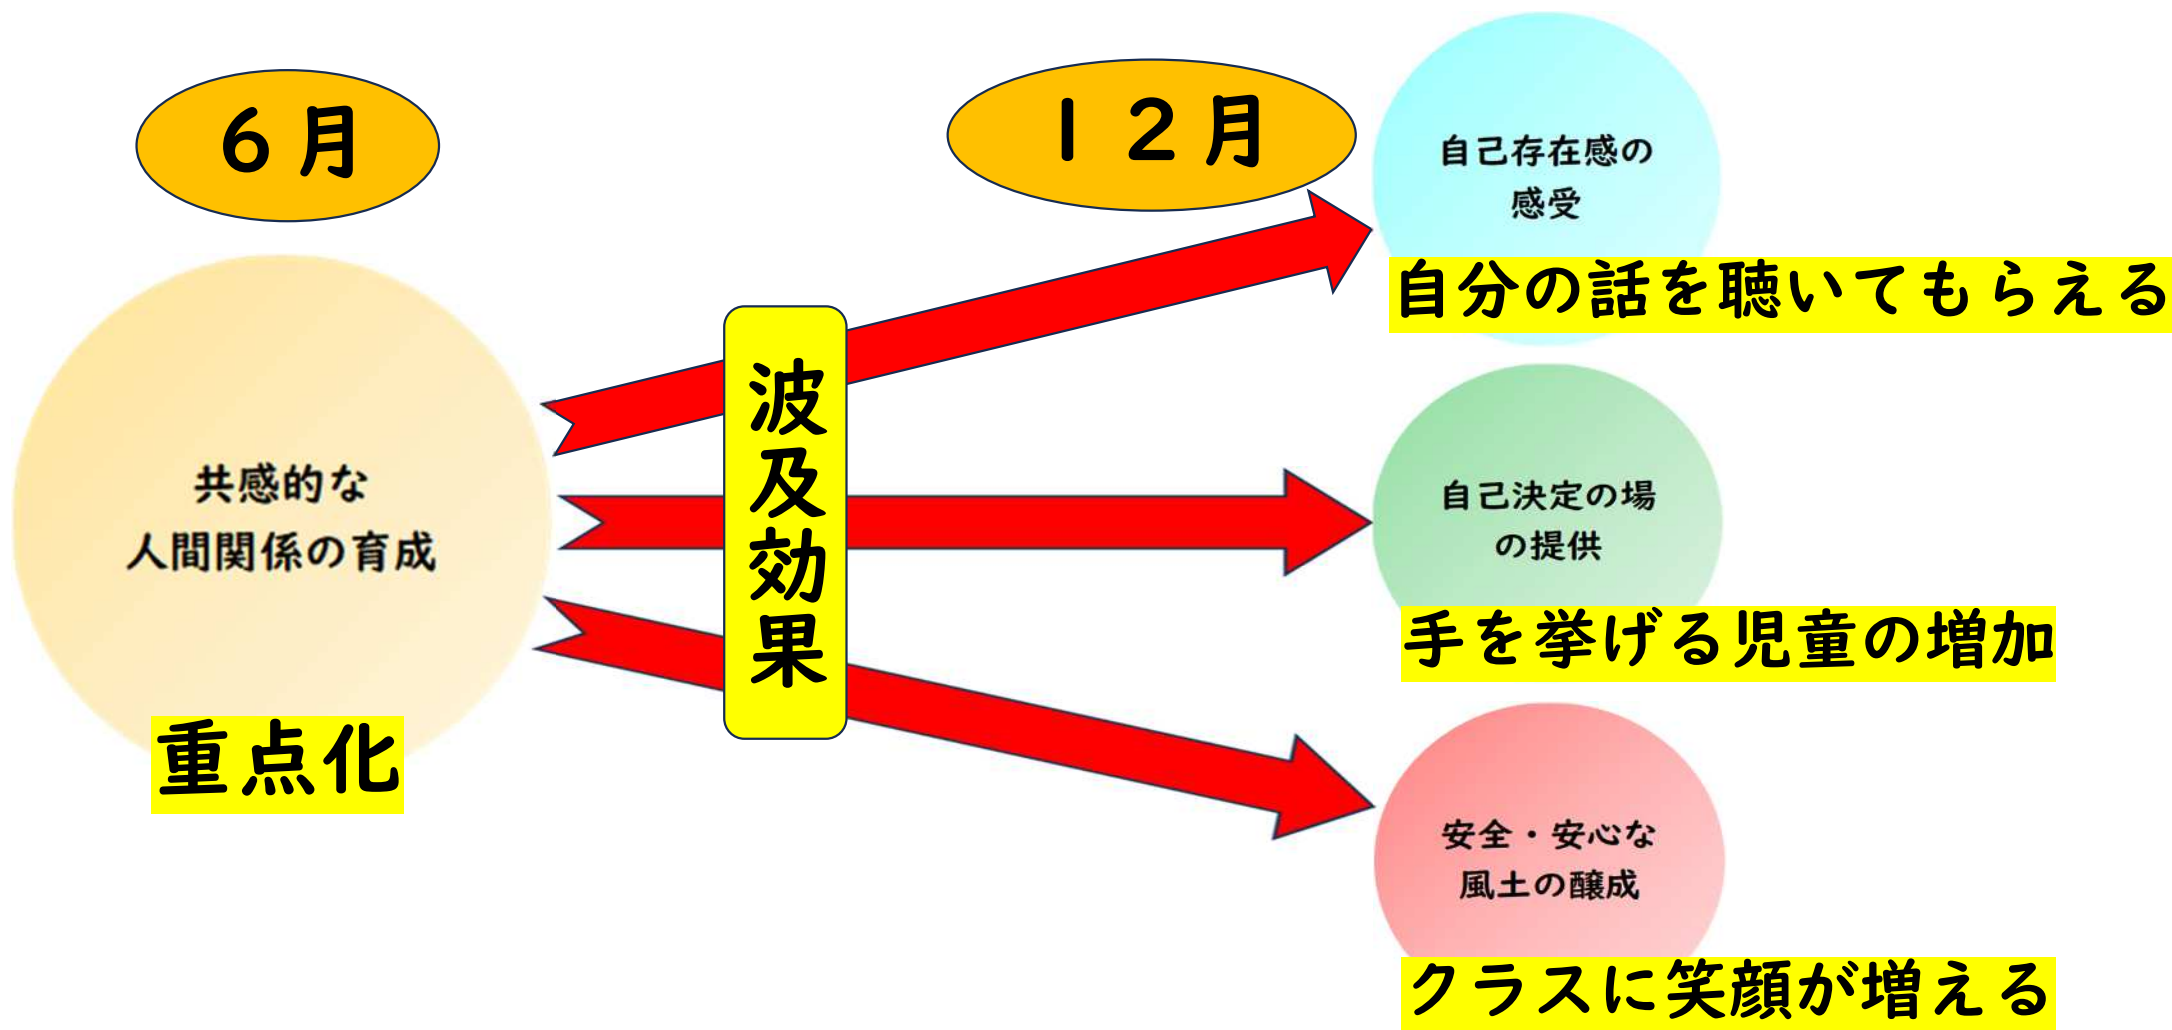 ６月
共感的な
人間関係の育成
重点化
波及効果
１２月
自己存在感の
感受
自分の話を聴いてもらえる
自己決定の場
の提供
手を挙げる児童の増加
安全・安心な
風土の醸成
クラスに笑顔が増える